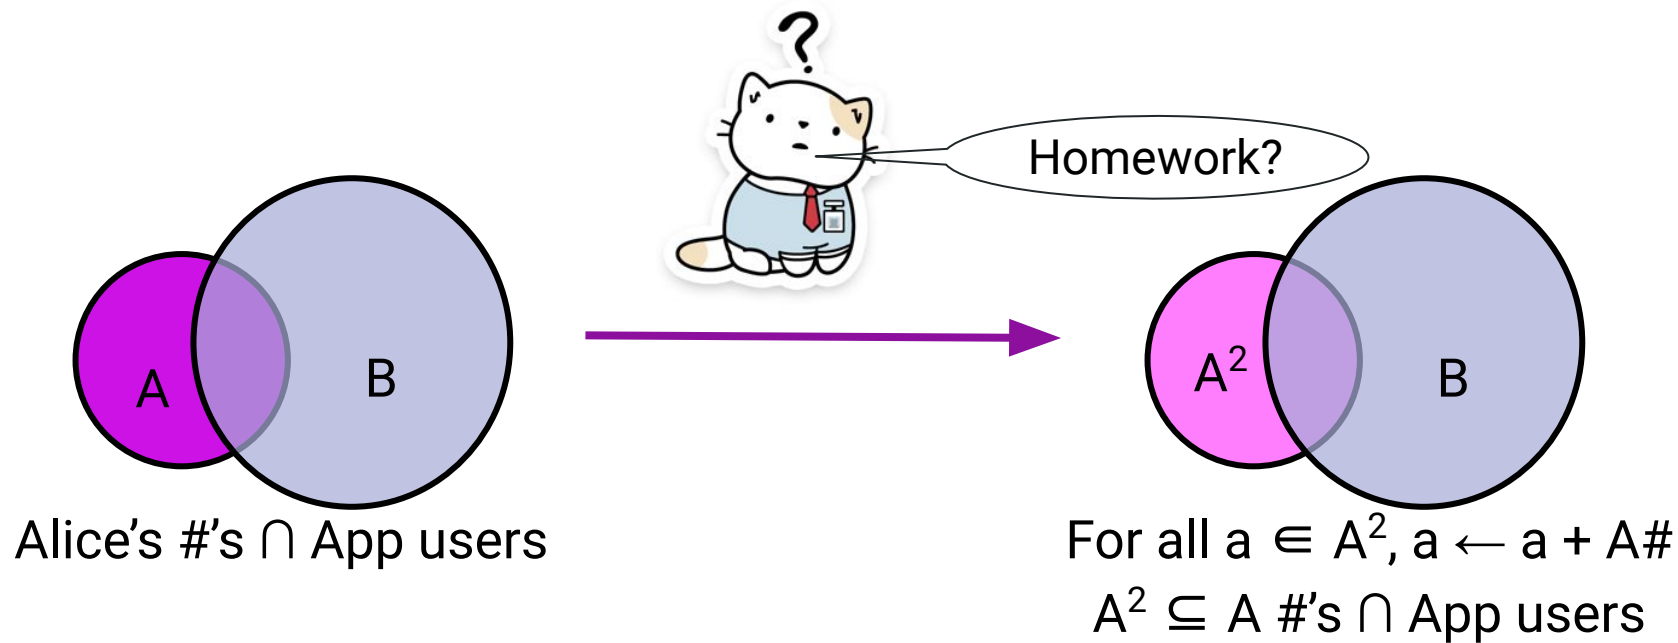 ?
Homework?
A
B
A²
B
Alice’s #’s ∩ App users
For all a ∈ A², a ← a + A#
A² ⊆ A #’s ∩ App users